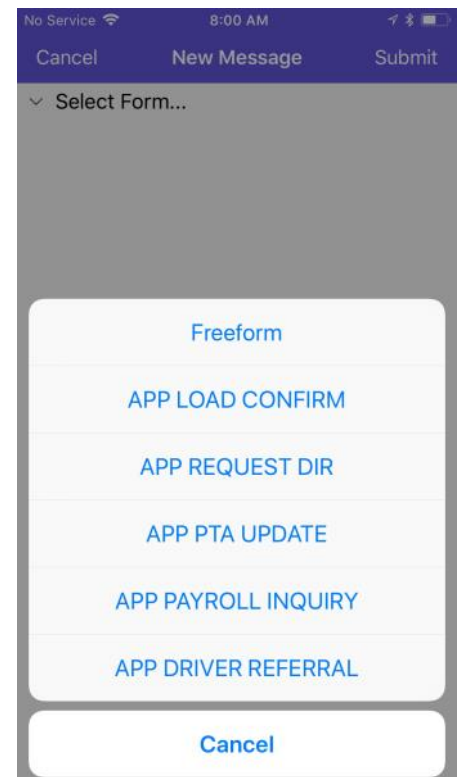 No Service 8:00 AM
Cancel New Message Submit
Select Form...
Freeform
APP LOAD CONFIRM
APP REQUEST DIR
APP PTA UPDATE
APP PAYROLL INQUIRY
APP DRIVER REFERRAL
Cancel